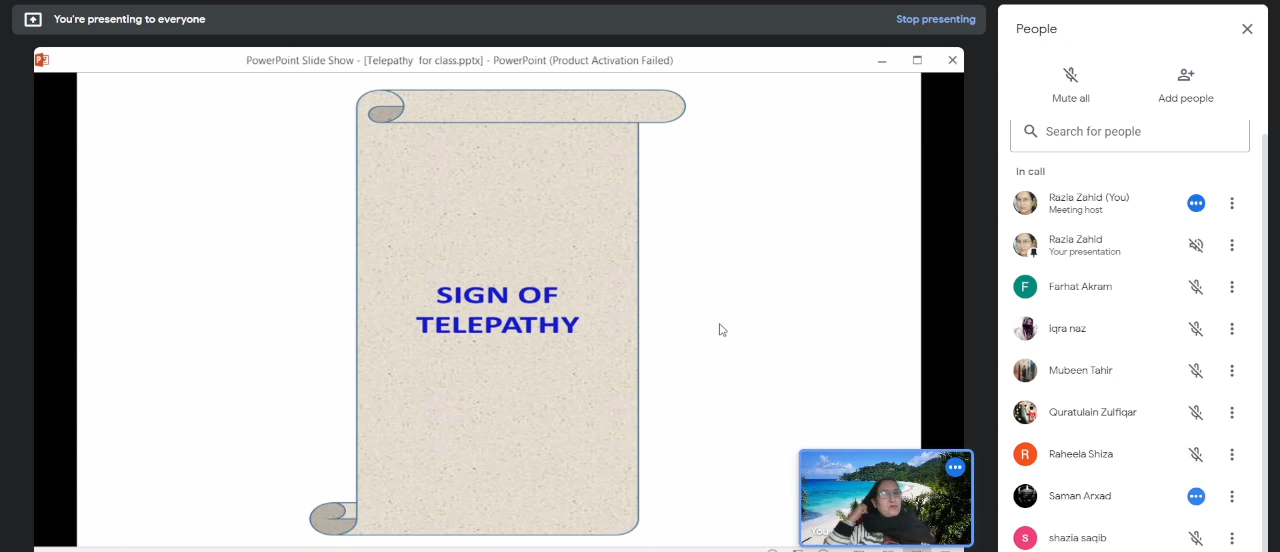 You're presenting to everyone
Stop presenting
PowerPoint Slide Show - [Telepathy for class.pptx] - PowerPoint (Product Activation Failed)
SIGN OF
TELEPATHY
You
People
Mute all
Add people
Search for people
In call
Razia Zahid (You)
Meeting host
Razia Zahid
Your presentation
F
Farhat Akram
iqra naz
Mubeen Tahir
Quratulain Zulfiqar
R
Raheela Shiza
Saman Arxad
s
shazia saqib